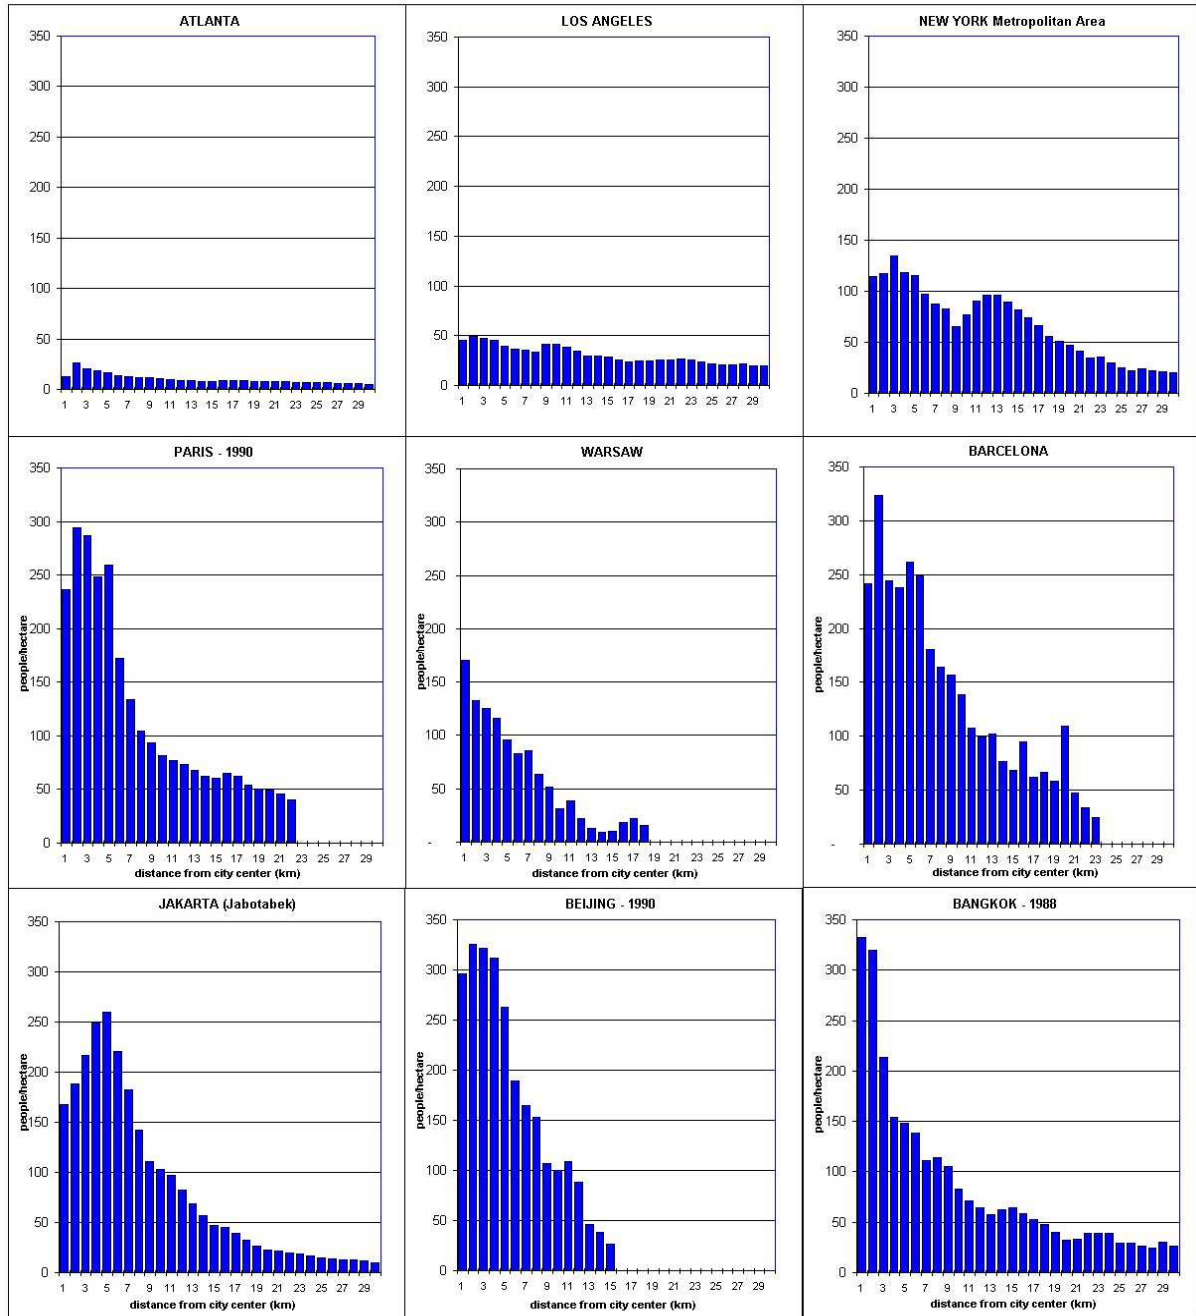 ATLANTA
350
300
250
200
150
100
50
0
1 3 5 7 9 11 13 15 17 19 21 23 25 27 29
LOS ANGELES
350
300
250
200
150
100
50
0
1 3 5 7 9 11 13 15 17 19 21 23 25 27 29
NEW YORK Metropolitan Area
350
300
250
200
150
100
50
0
1 3 5 7 9 11 13 15 17 19 21 23 25 27 29
PARIS - 1990
people/hectare
350
300
250
200
150
100
50
0
1 3 5 7 9 11 13 15 17 19 21 23 25 27 29
distance from city center (km)
WARSAW
people/hectare
350
300
250
200
150
100
50
-
1 3 5 7 9 11 13 15 17 19 21 23 25 27 29
distance from city center (km)
BARCELONA
people/hectare
350
300
250
200
150
100
50
-
1 3 5 7 9 11 13 15 17 19 21 23 25 27 29
distance from city center (km)
JAKARTA (Jabotabek)
people/hectare
350
300
250
200
150
100
50
0
1 3 5 7 9 11 13 15 17 19 21 23 25 27 29
distance from city center (km)
BEIJING - 1990
people/hectare
350
300
250
200
150
100
50
0
1 3 5 7 9 11 13 15 17 19 21 23 25 27 29
distance from city center (km)
BANGKOK - 1988
people/hectare
350
300
250
200
150
100
50
0
1 3 5 7 9 11 13 15 17 19 21 23 25 27 29
distance from city center (km)